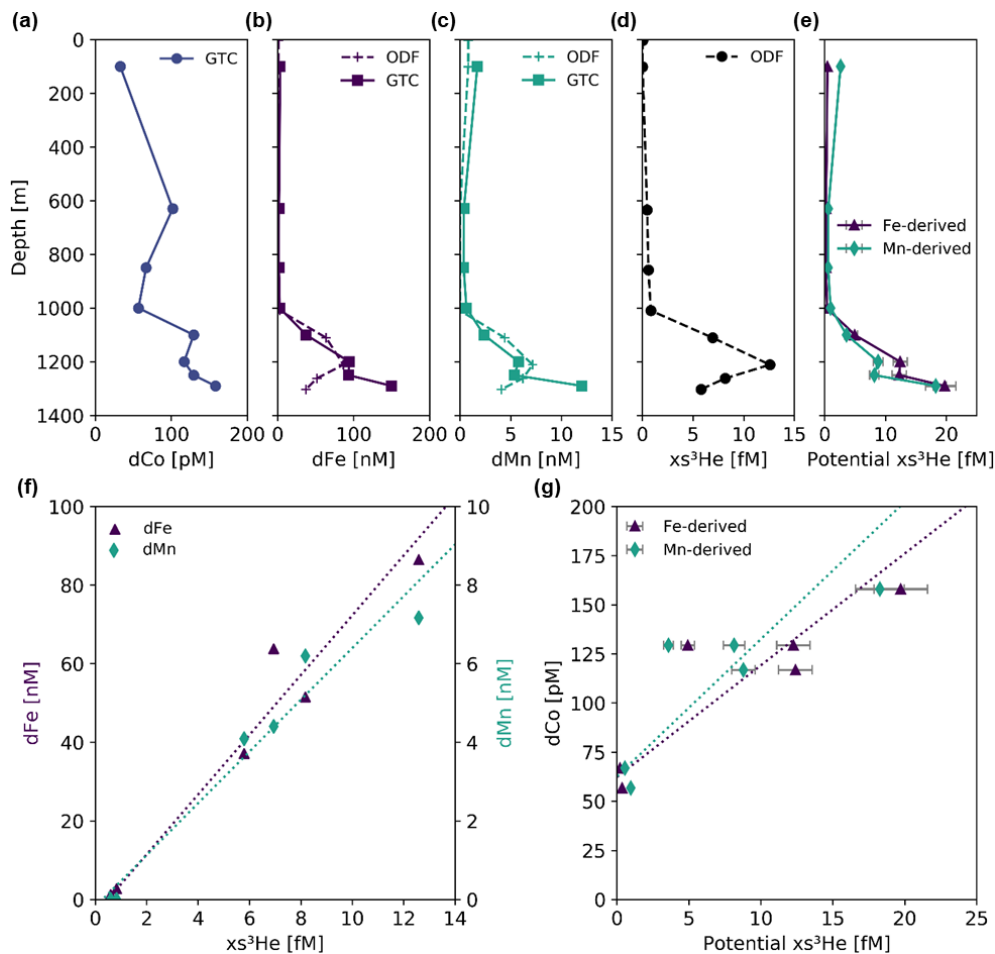 (a) (b) (c) (d) (e)
GTC
ODF
GTC
ODF
GTC
ODF
Fe-derived
Mn-derived
Depth [m]
0
200
400
600
800
1000
1200
1400
0 100 200
dCo [pM]
0 50 100 150 200
dFe [nM]
0 5 10 15
dMn [nM]
0 5 10 15
xs³He [fM]
0 10 20
Potential xs³He [fM]
(f)
dFe
dMn
dFe [nM]
100
80
60
40
20
0
dMn [nM]
10
8
6
4
2
0
0 2 4 6 8 10 12 14
xs³He [fM]
(g)
Fe-derived
Mn-derived
dCo [pM]
200
175
150
125
100
75
50
25
0
0 5 10 15 20 25
Potential xs³He [fM]